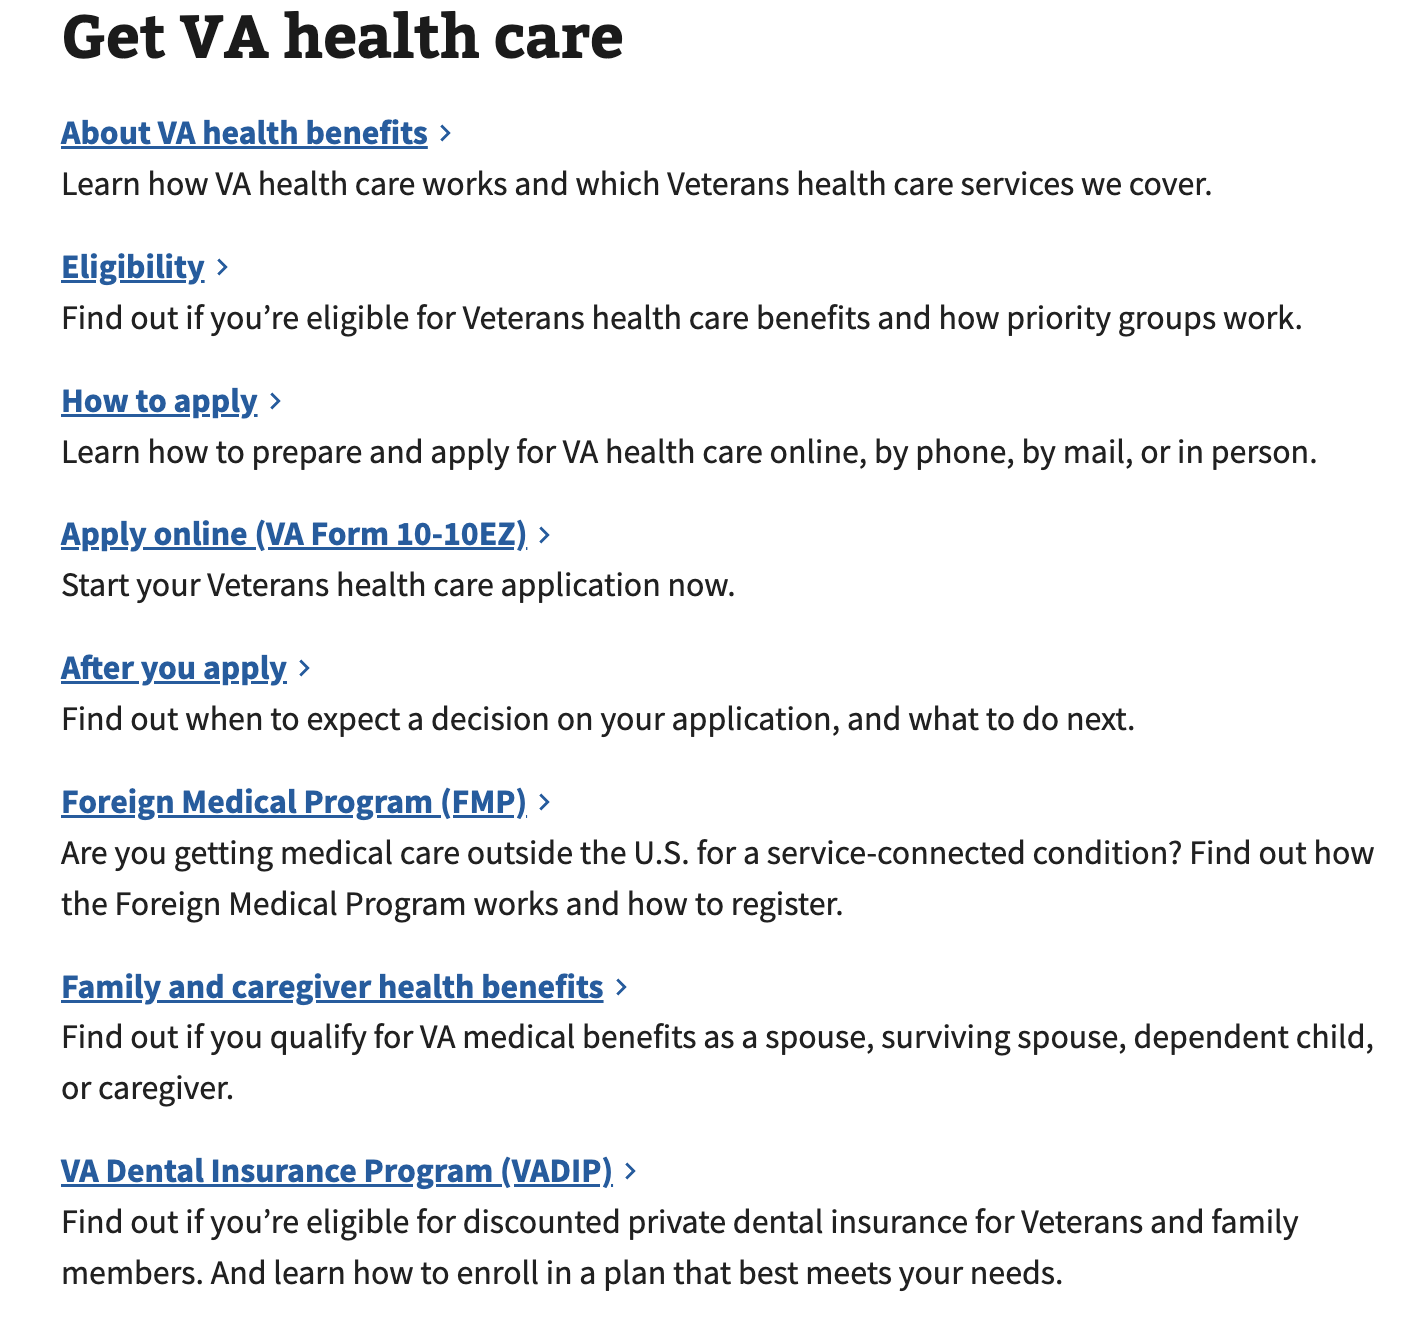 Get VA health care
About VA health benefits
Learn how VA health care works and which Veterans health care services we cover.
Eligibility
Find out if you’re eligible for Veterans health care benefits and how priority groups work.
How to apply
Learn how to prepare and apply for VA health care online, by phone, by mail, or in person.
Apply online (VA Form 10-10EZ)
Start your Veterans health care application now.
After you apply
Find out when to expect a decision on your application, and what to do next.
Foreign Medical Program (FMP)
Are you getting medical care outside the U.S. for a service-connected condition? Find out how
the Foreign Medical Program works and how to register.
Family and caregiver health benefits
Find out if you qualify for VA medical benefits as a spouse, surviving spouse, dependent child,
or caregiver.
VA Dental Insurance Program (VADIP)
Find out if you’re eligible for discounted private dental insurance for Veterans and family
members. And learn how to enroll in a plan that best meets your needs.